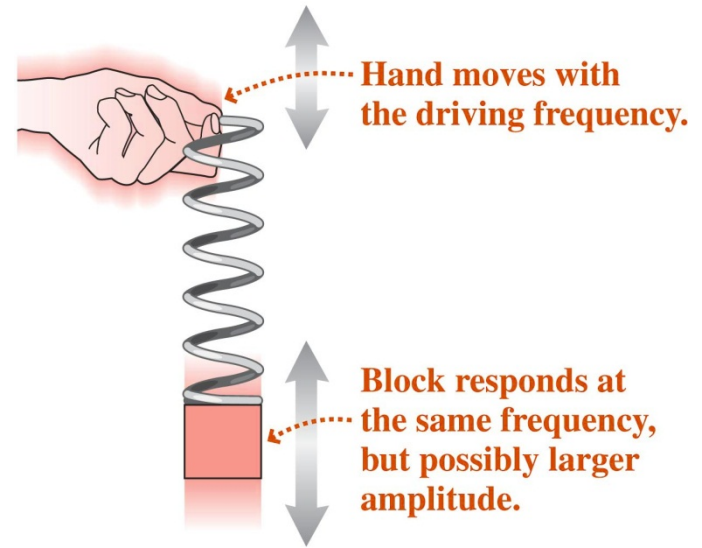 Hand moves with
the driving frequency.
Block responds at
the same frequency,
but possibly larger
amplitude.